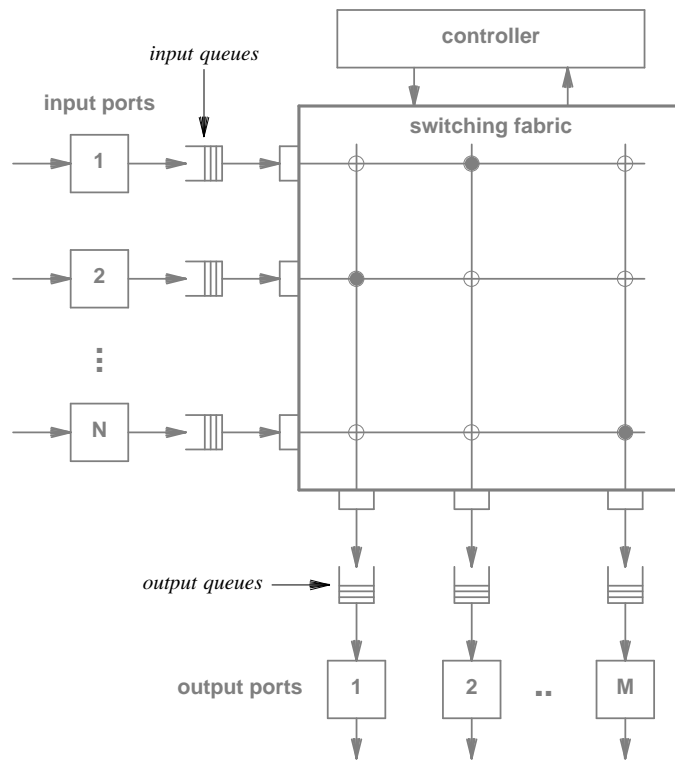 controller
input queues
input ports
switching fabric
1
2
⋮
N
output queues
output ports
1
2
..
M